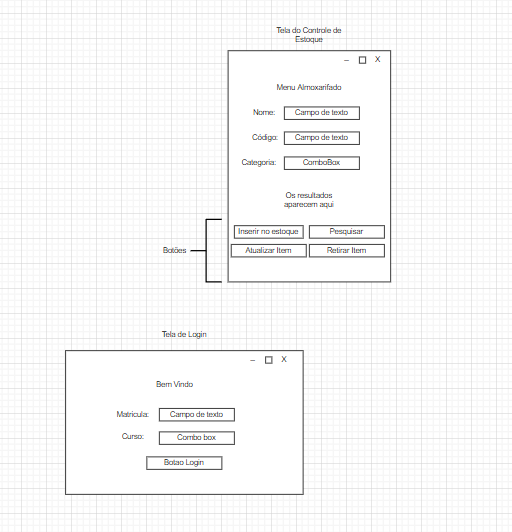 Tela do Controle de
Estoque
– □ X
Menu Almoxarifado
Nome: Campo de texto
Código: Campo de texto
Categoria: ComboBox
Os resultados
aparecem aqui
Inserir no estoque Pesquisar
Botões
Atualizar Item Retirar Item
Tela de Login
– □ X
Bem Vindo
Matricula: Campo de texto
Curso: Combo box
Botao Login